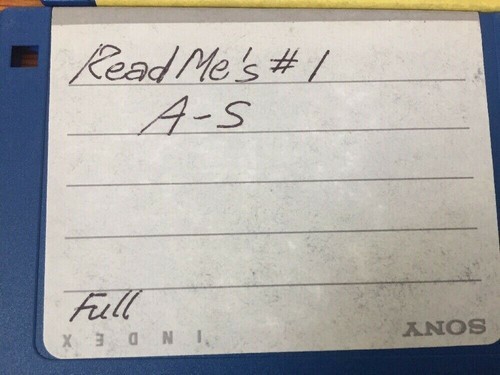 Read Me's #1
A-S
Full
INDEX
SONY